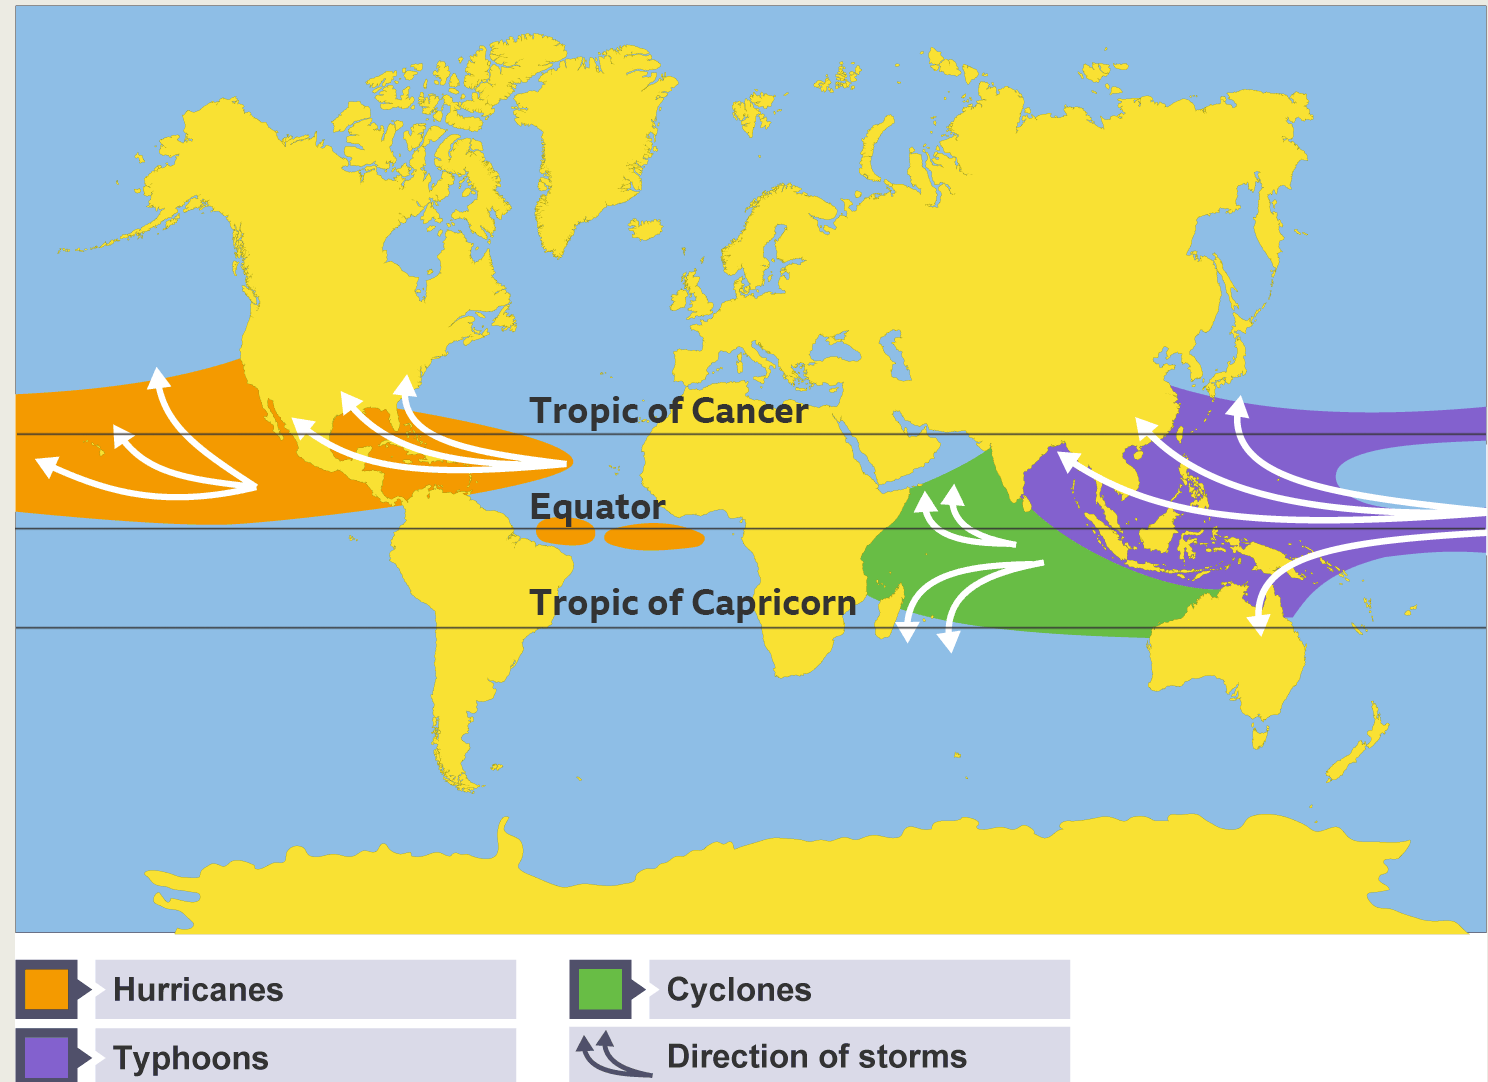 Tropic of Cancer
Equator
Tropic of Capricorn
Hurricanes
Cyclones
Typhoons
Direction of storms